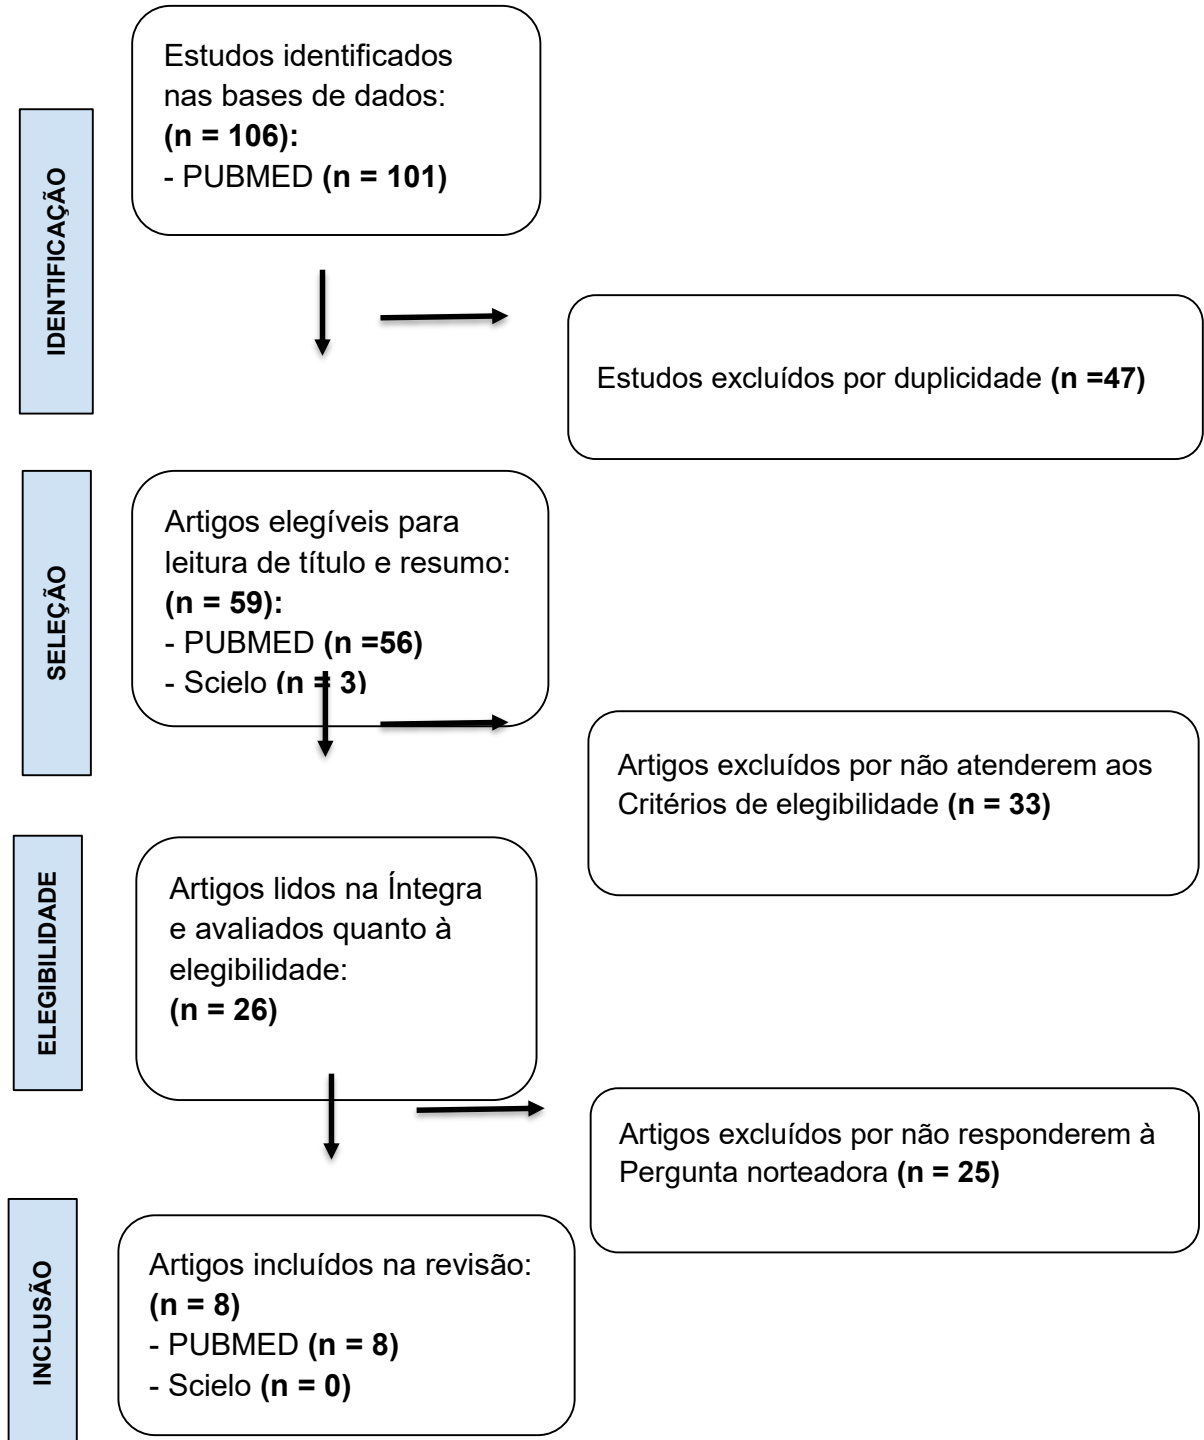 IDENTIFICAÇÃO
Estudos identificados
nas bases de dados:
(n = 106):
- PUBMED (n = 101)
Estudos excluídos por duplicidade (n =47)
SELEÇÃO
Artigos elegíveis para
leitura de título e resumo:
(n = 59):
- PUBMED (n =56)
- Scielo (n = 3)
Artigos excluídos por não atenderem aos
Critérios de elegibilidade (n = 33)
ELEGIBILIDADE
Artigos lidos na Íntegra
e avaliados quanto à
elegibilidade:
(n = 26)
Artigos excluídos por não responderem à
Pergunta norteadora (n = 25)
INCLUSÃO
Artigos incluídos na revisão:
(n = 8)
- PUBMED (n = 8)
- Scielo (n = 0)